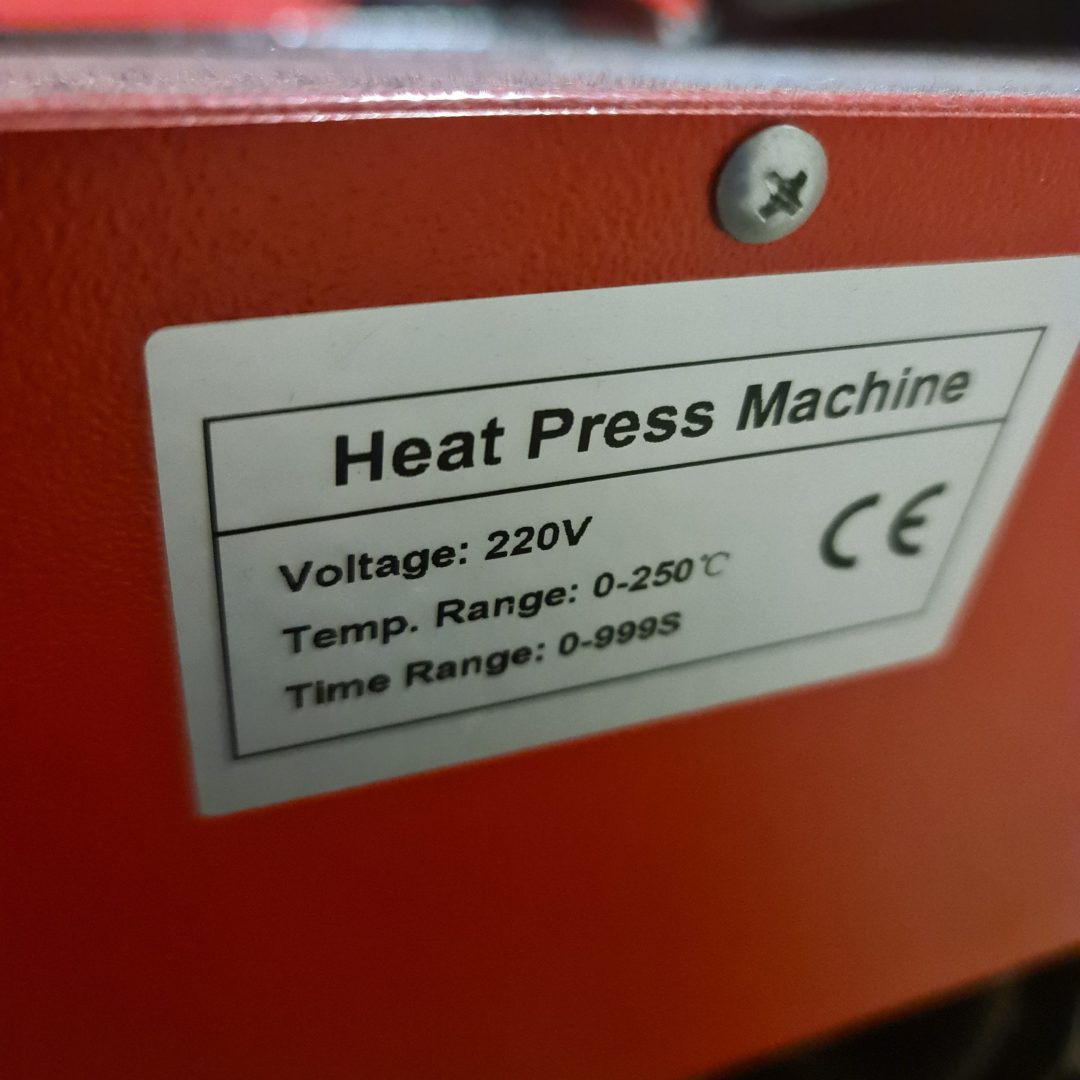 Heat Press Machine
Voltage: 220V
Temp. Range: 0-250℃
Time Range: 0-999S
CE